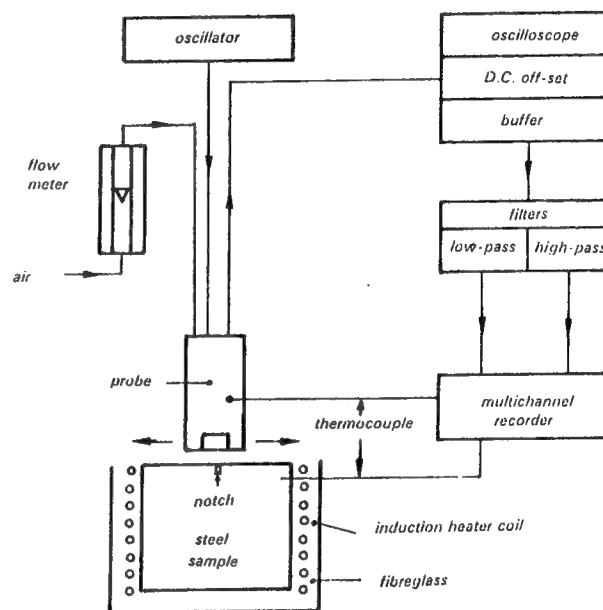 oscillator
oscilloscope
D.C. off-set
buffer
flow
meter
filters
low-pass
high-pass
air
probe
thermocouple
multichannel
recorder
notch
steel
sample
induction heater coil
fibreglass